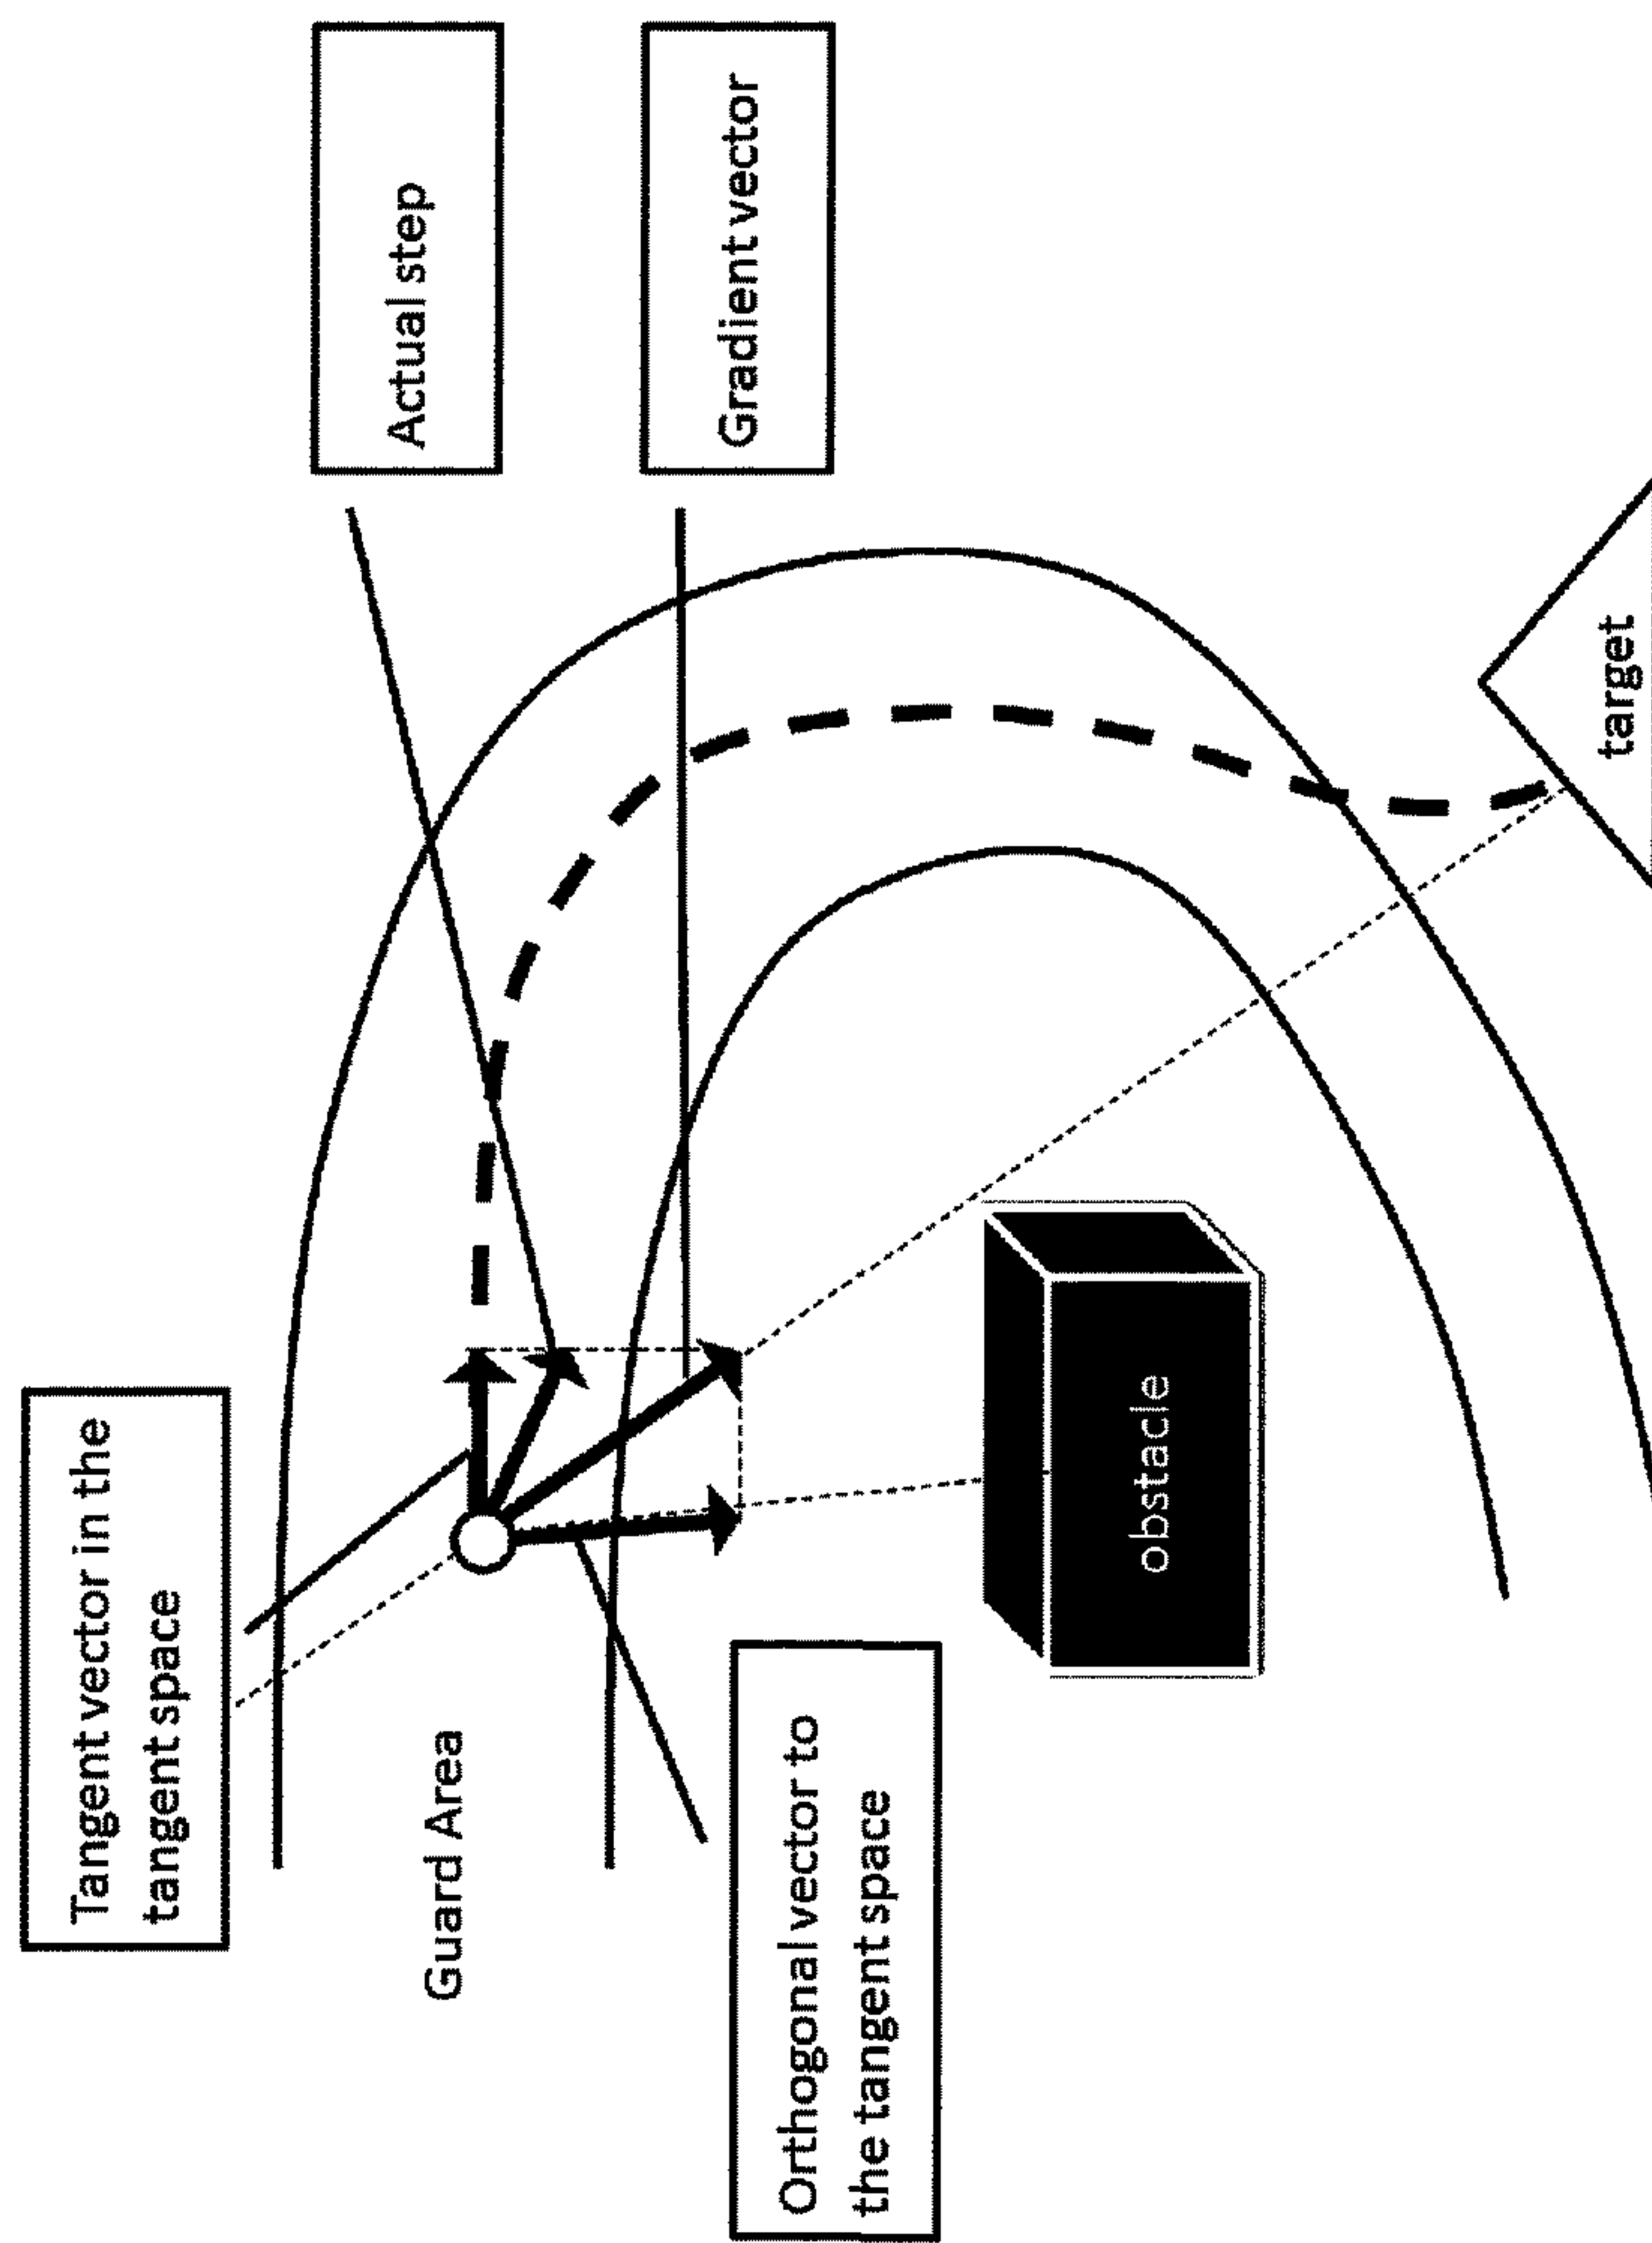 Tangent vector in the
tangent space
Guard Area
Orthogonal vector to
the tangent space
Actual step
Gradient vector
obstacle
target